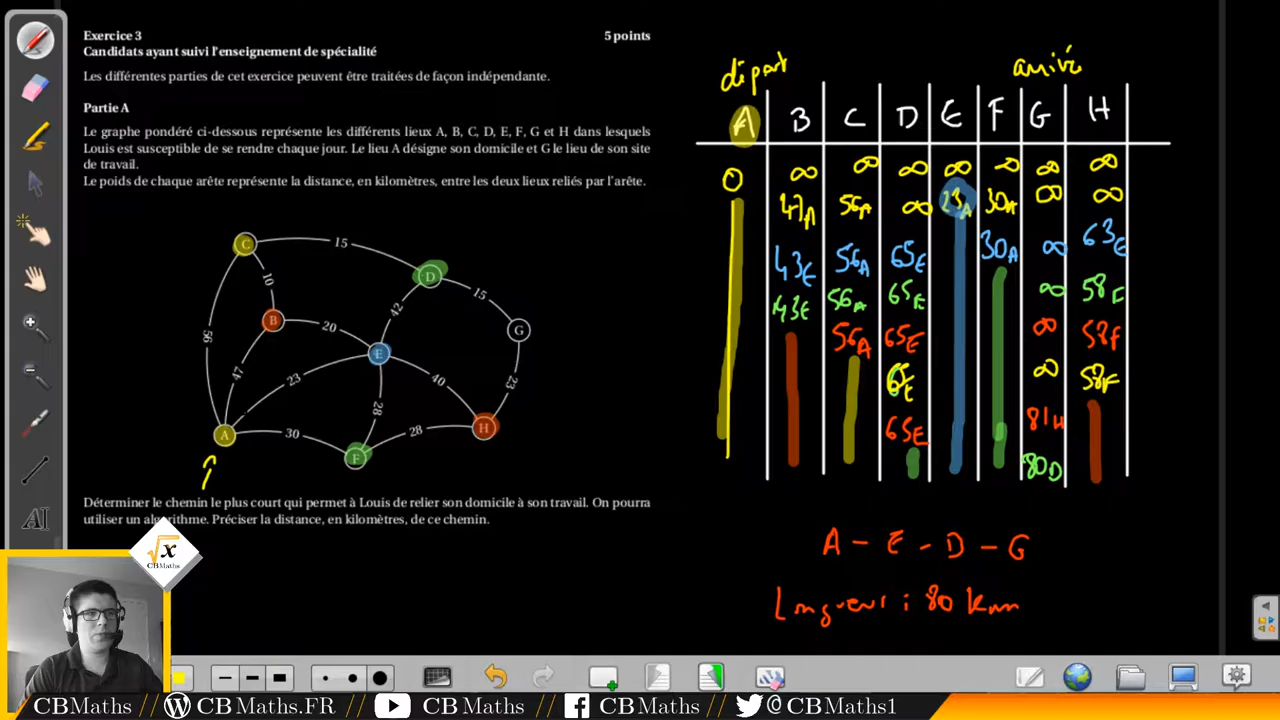 Exercice 3 5 points
Candidats ayant suivi l'enseignement de spécialité
Les différentes parties de cet exercice peuvent être traitées de façon indépendante.
Partie A
Le graphe pondéré ci-dessous représente les différents lieux A, B, C, D, E, F, G et H dans lesquels
Louis est susceptible de se rendre chaque jour. Le lieu A désigne son domicile et G le lieu de son site
de travail.
Le poids de chaque arête représente la distance, en kilomètres, entre les deux lieux reliés par l'arête.
C 15
D
10
15
56
B 20 42
G
E
47 23 40 23
28
A 30 28 H
F
Déterminer le chemin le plus court qui permet à Louis de relier son domicile à son travail. On pourra
utiliser un algorithme. Préciser la distance, en kilomètres, de ce chemin.
départ arrivée
A B C D E F G H
0 ∞ ∞ ∞ ∞ ∞ ∞ ∞
47A 56A ∞ 23A 30A ∞ ∞
43E 56A 65E 30A ∞ 63E
43E 56A 65E ∞ 58F
56A 65E ∞ 58F
65E ∞ 58F
65E 81H
80D
A - E - D - G
Longueur : 80 km
AI
√x
CBMaths
CBMaths CBMaths.FR CBMaths CBMaths @CBMaths1